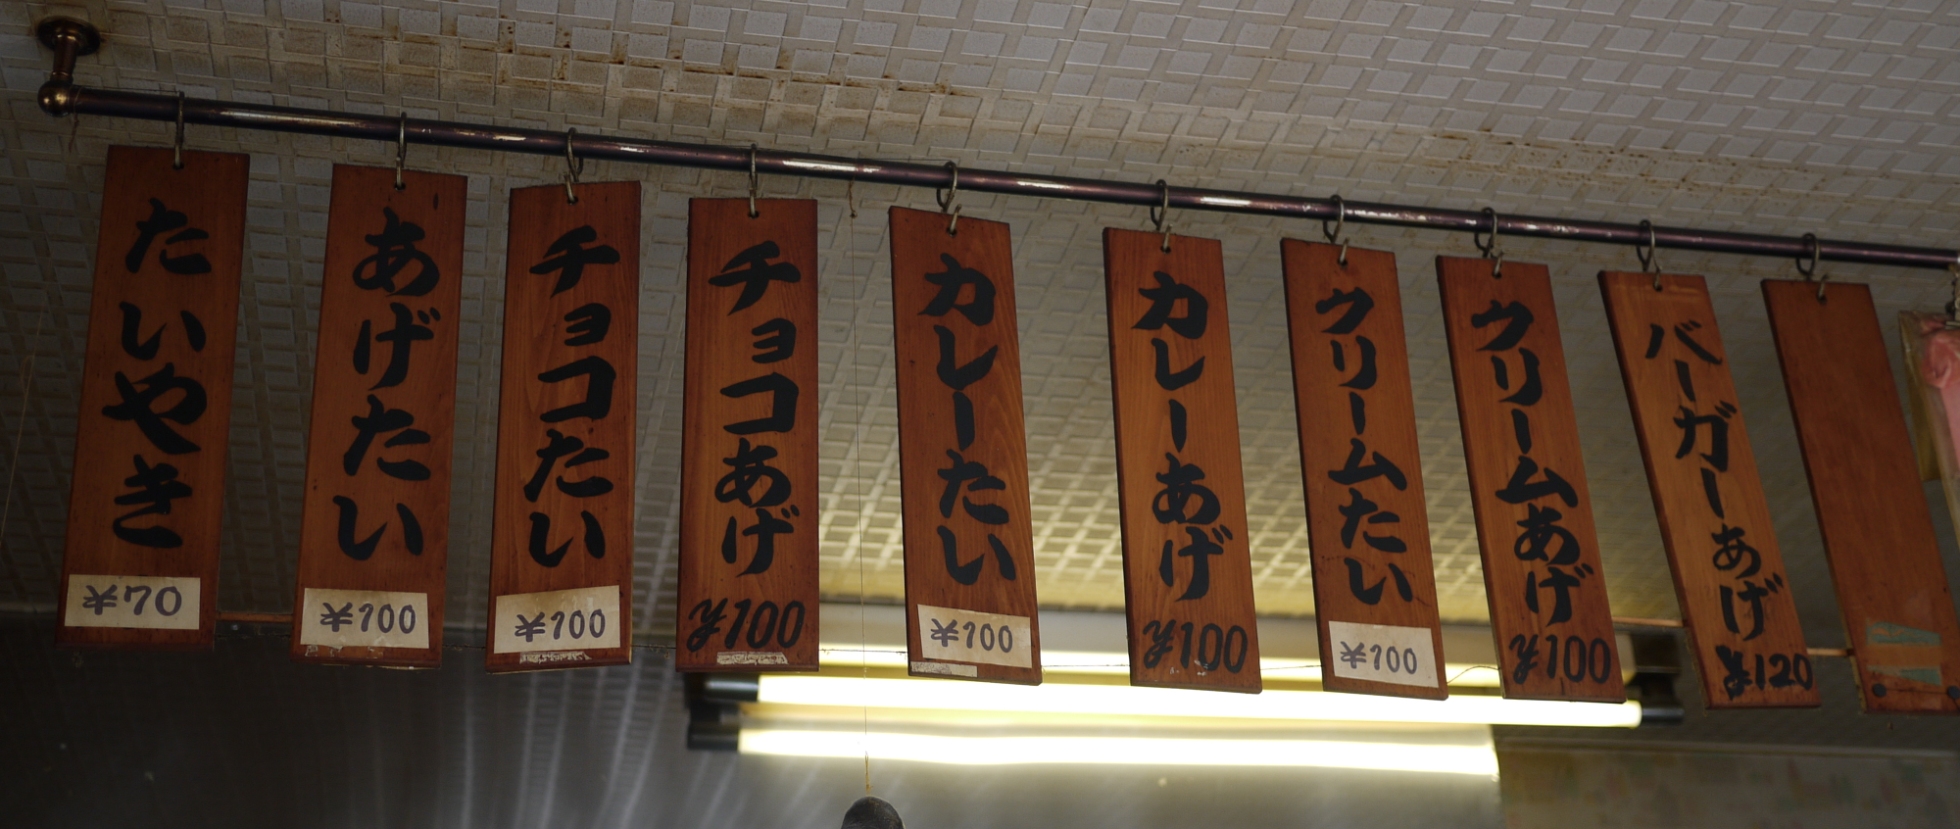 たいやき
¥70
あげたい
¥100
チョコたい
¥100
チョコあげ
¥100
カレーたい
¥100
カレーあげ
¥100
クリームたい
¥100
クリームあげ
¥100
バーガーあげ
¥120